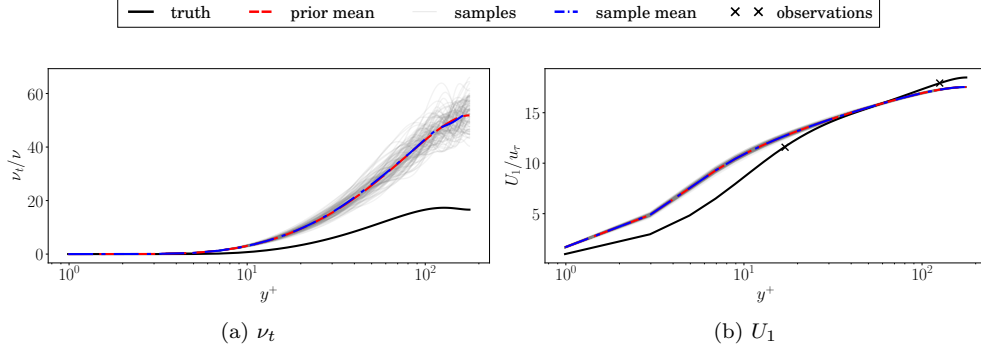 truth prior mean samples sample mean observations
60
40
20
0
ν_t/ν
10^0 10^1 10^2
y^+
(a) ν_t
15
10
5
U_1/u_τ
10^0 10^1 10^2
y^+
(b) U_1